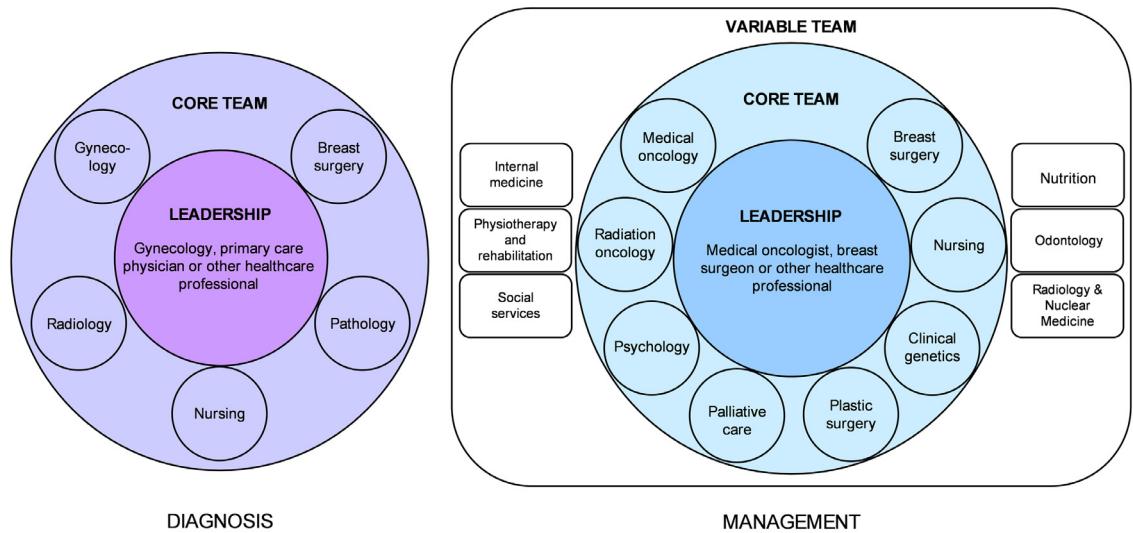 CORE TEAM
Gyneco-
logy
Breast
surgery
LEADERSHIP
Gynecology, primary care
physician or other healthcare
professional
Radiology
Pathology
Nursing
DIAGNOSIS
VARIABLE TEAM
CORE TEAM
Medical
oncology
Breast
surgery
Internal
medicine
Nutrition
LEADERSHIP
Medical oncologist, breast
surgeon or other healthcare
professional
Physiotherapy
and
rehabilitation
Radiation
oncology
Nursing
Odontology
Social
services
Radiology &
Nuclear
Medicine
Psychology
Clinical
genetics
Palliative
care
Plastic
surgery
MANAGEMENT